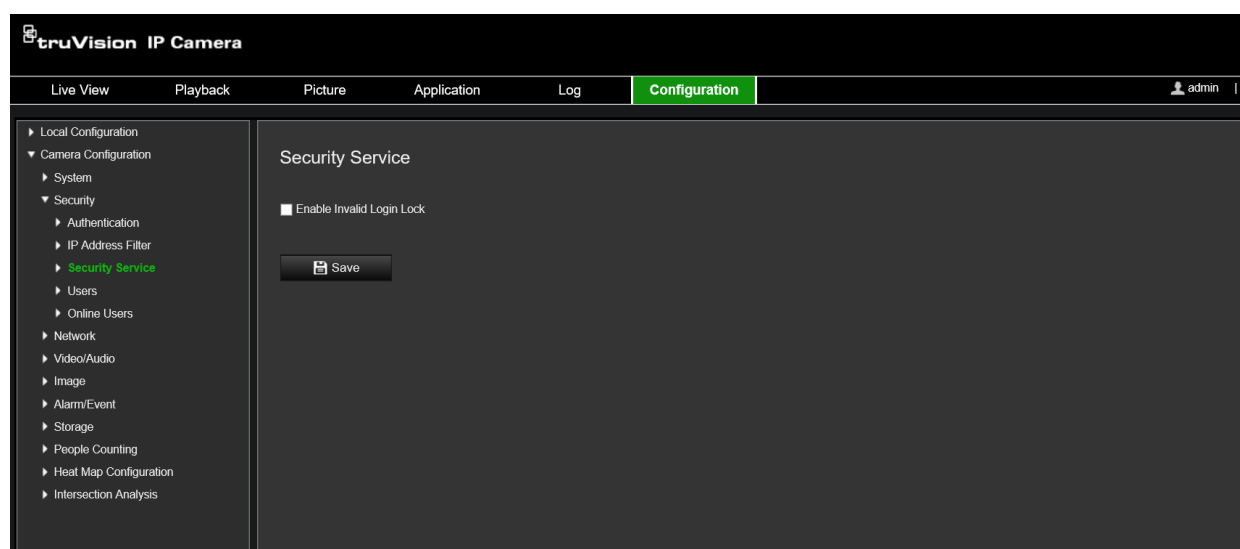 truVision IP Camera
Live View Playback Picture Application Log Configuration admin |
Local Configuration
Camera Configuration
System
Security
Authentication
IP Address Filter
Security Service
Users
Online Users
Network
Video/Audio
Image
Alarm/Event
Storage
People Counting
Heat Map Configuration
Intersection Analysis
Security Service
Enable Invalid Login Lock
Save